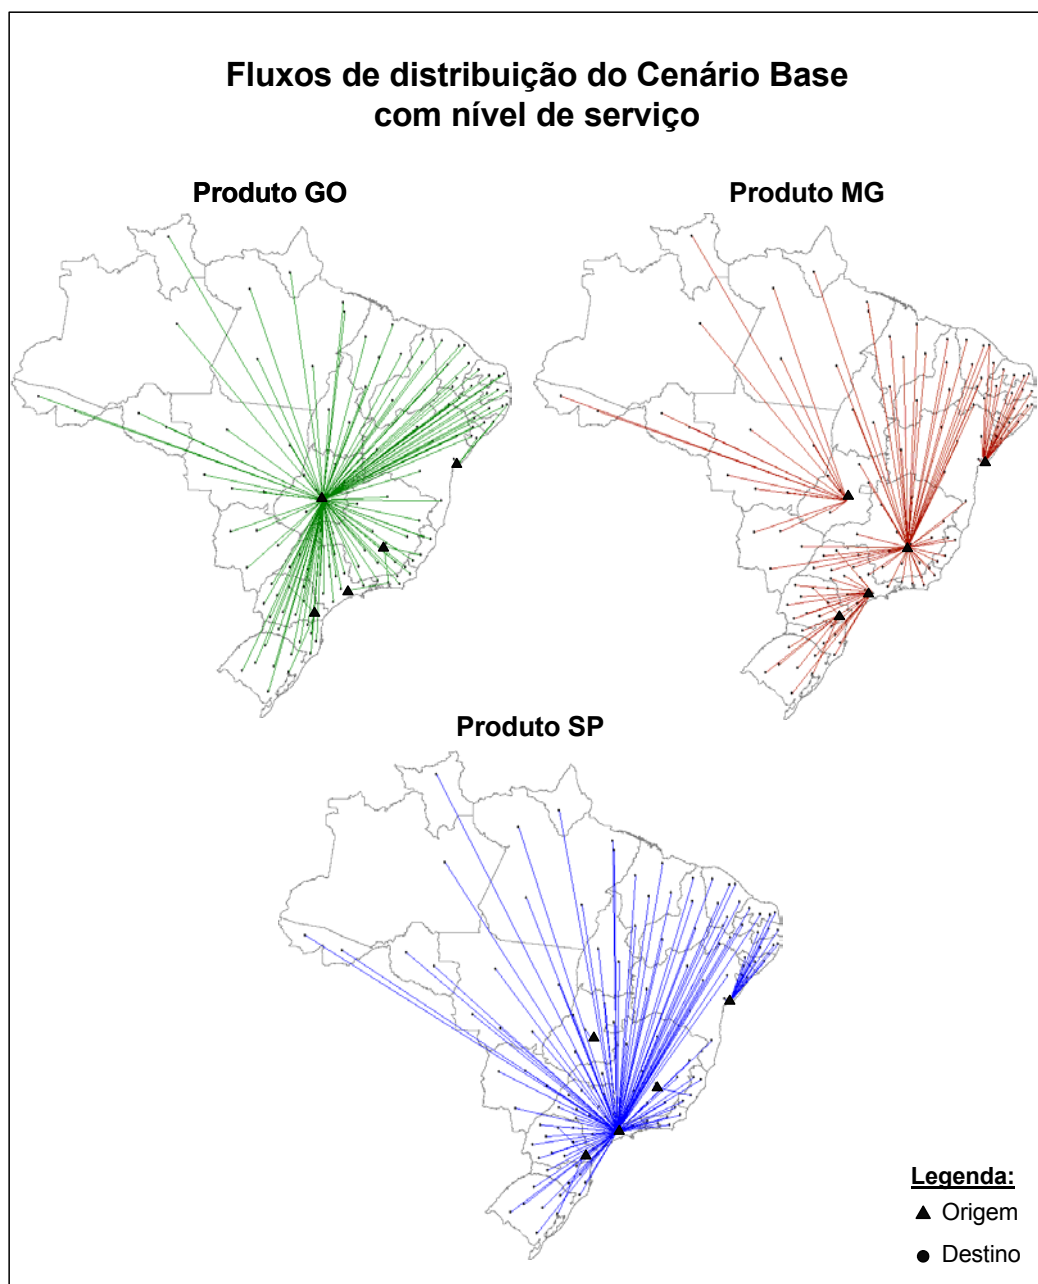 Fluxos de distribuição do Cenário Base
com nível de serviço
Produto GO
Produto MG
Produto SP
Legenda:
Origem
Destino